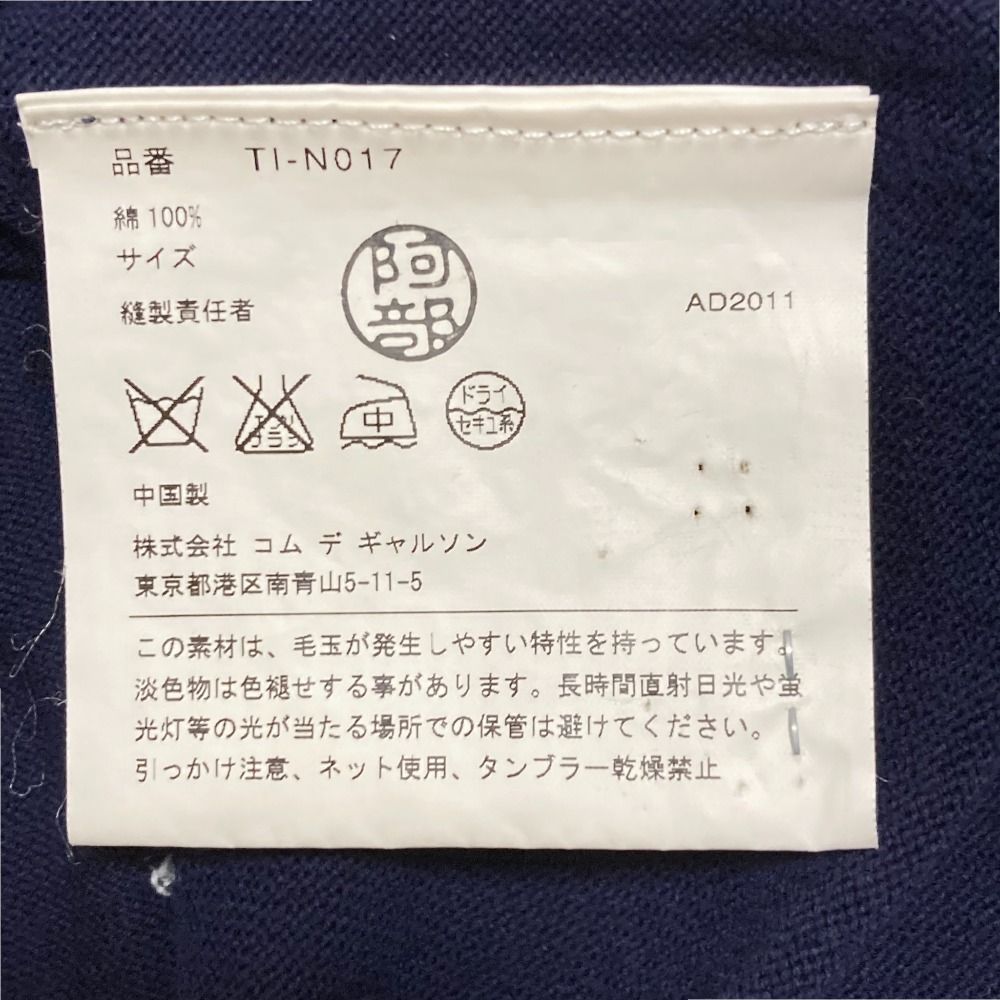 品番 TI-N017
綿 100%
サイズ
縫製責任者
阿部
AD2011
エンソ
サラシ
中
ドライ
セキユ系
中国製
株式会社 コム デ ギャルソン
東京都港区南青山5-11-5
この素材は、毛玉が発生しやすい特性を持っています。
淡色物は色褪せする事があります。長時間直射日光や蛍
光灯等の光が当たる場所での保管は避けてください。
引っかけ注意、ネット使用、タンブラー乾燥禁止